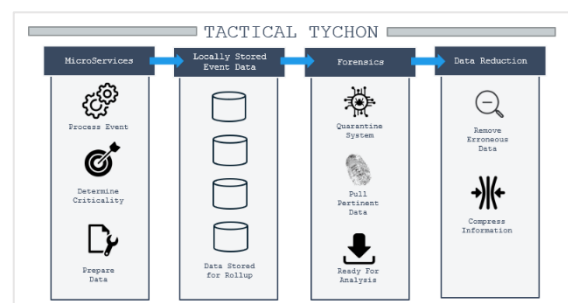 TACTICAL TYCHON
MicroServices
Process Event
Determine
Criticality
Prepare
Data
Locally Stored
Event Data
Data Stored
for Rollup
Forensics
Quarantine
System
Pull
Pertinent
Data
Ready For
Analysis
Data Reduction
Remove
Erroneous
Data
Compress
Information